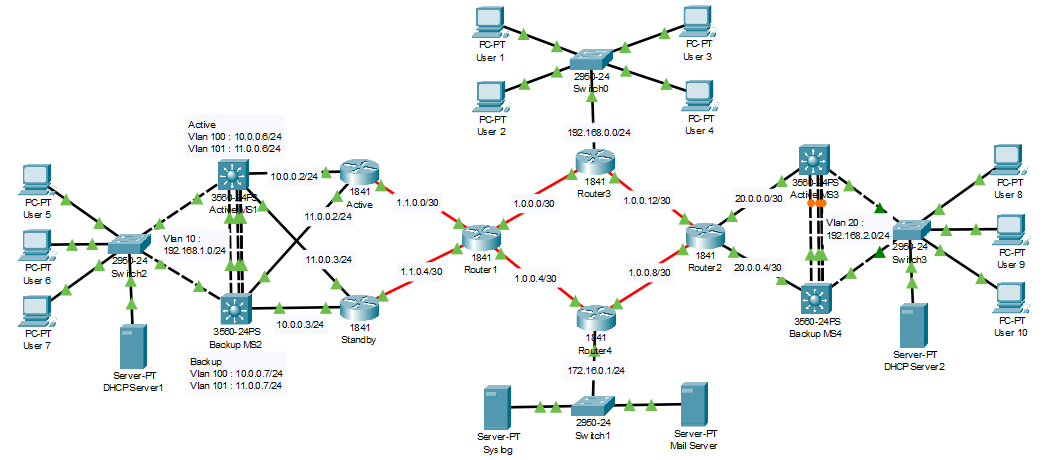 PC-PT
User 1
PC-PT
User 3
2950-24
Switch0
PC-PT
User 2
PC-PT
User 4
192.168.0.0/24
1841
Router3
Active
Vlan 100 : 10.0.0.6/24
Vlan 101 : 11.0.0.6/24
3560-24PS
Active MS1
10.0.0.2/24
1841
Active
11.0.0.2/24
11.0.0.3/24
10.0.0.3/24
1841
Standby
3560-24PS
Backup MS2
Backup
Vlan 100 : 10.0.0.7/24
Vlan 101 : 11.0.0.7/24
PC-PT
User 5
PC-PT
User 6
PC-PT
User 7
2950-24
Switch2
Vlan 10 :
192.168.1.0/24
Server-PT
DHCP Server1
1.1.0.0/30
1.1.0.4/30
1841
Router1
1.0.0.0/30
1.0.0.12/30
1.0.0.4/30
1.0.0.8/30
1841
Router2
1841
Router4
172.16.0.1/24
2950-24
Switch1
Server-PT
Sys log
Server-PT
Mail Server
20.0.0.0/30
20.0.0.4/30
3560-24PS
Active MS3
3560-24PS
Backup MS4
Vlan 20 :
192.168.2.0/24
2950-24
Switch3
PC-PT
User 8
PC-PT
User 9
PC-PT
User 10
Server-PT
DHCP Server2